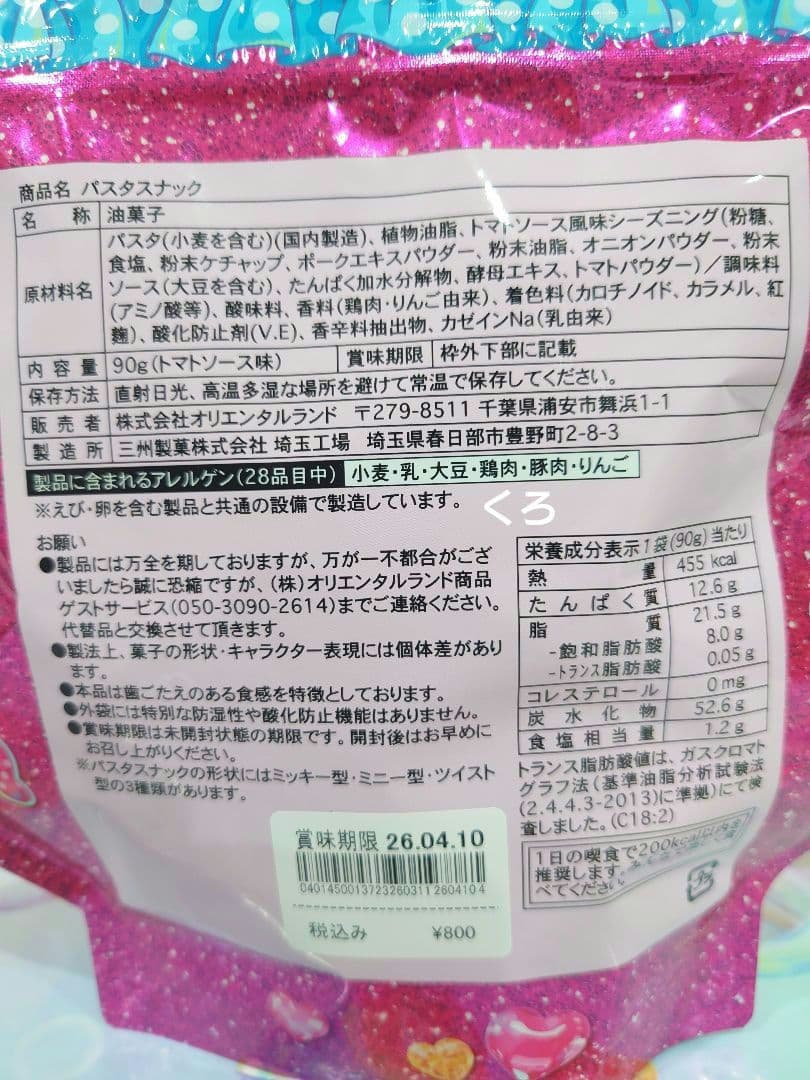 商品名 パスタスナック
名称 油菓子
原材料名 パスタ(小麦を含む)(国内製造)、植物油脂、トマトソース風味シーズニング(粉糖、
食塩、粉末ケチャップ、ポークエキスパウダー、粉末油脂、オニオンパウダー、粉末
ソース(大豆を含む)、たんぱく加水分解物、酵母エキス、トマトパウダー)／調味料
(アミノ酸等)、酸味料、香料(鶏肉・りんご由来)、着色料(カロチノイド、カラメル、紅
麹)、酸化防止剤(V.E)、香辛料抽出物、カゼインNa(乳由来)
内容量 90g(トマトソース味) 賞味期限 枠外下部に記載
保存方法 直射日光、高温多湿な場所を避けて常温で保存してください。
販売者 株式会社オリエンタルランド 〒279-8511 千葉県浦安市舞浜1-1
製造所 三州製菓株式会社 埼玉工場 埼玉県春日部市豊野町2-8-3
製品に含まれるアレルゲン(28品目中) 小麦・乳・大豆・鶏肉・豚肉・りんご
※えび・卵を含む製品と共通の設備で製造しています。
くろ
お願い
●製品には万全を期しておりますが、万が一不都合がござ
いましたら誠に恐縮ですが、(株)オリエンタルランド商品
ゲストサービス(050-3090-2614)までご連絡ください。
代替品と交換させて頂きます。
●製法上、菓子の形状・キャラクター表現には個体差があり
ます。
●本品は歯ごたえのある食感を特徴としております。
●外袋には特別な防湿性や酸化防止機能はありません。
●賞味期限は未開封状態の期限です。開封後はお早めに
お召し上がりください。
※パスタスナックの形状にはミッキー型・ミニー型・ツイスト
型の3種類があります。
栄養成分表示 1袋(90g)当たり
熱量 455 kcal
たんぱく質 12.6g
脂質 21.5g
-飽和脂肪酸 8.0g
-トランス脂肪酸 0.05g
コレステロール 0mg
炭水化物 52.6g
食塩相当量 1.2g
トランス脂肪酸値は、ガスクロマト
グラフ法(基準油脂分析試験法
(2.4.4.3-2013)に準拠)にて検
査しました。(C18:2)
1日の間食で200kcal以内を
推奨します。
べてください。
プラ
賞味期限 26.04.10
0401450013723260311 2604104
税込み ¥800